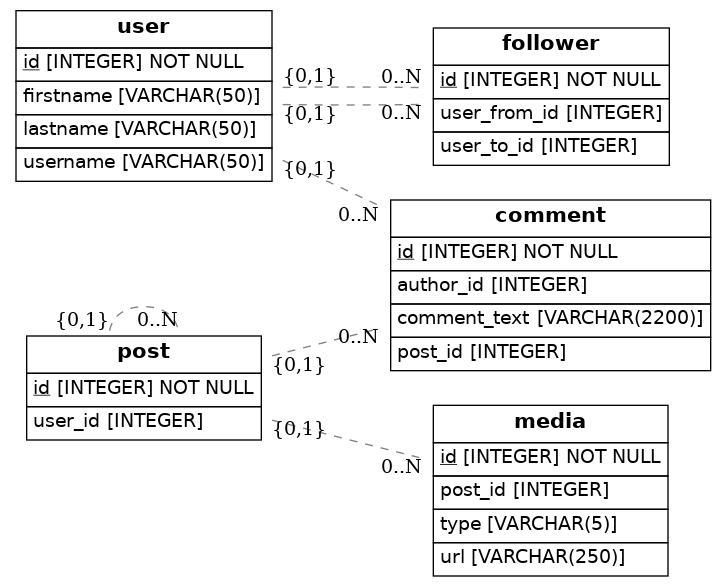 user
id [INTEGER] NOT NULL
firstname [VARCHAR(50)]
lastname [VARCHAR(50)]
username [VARCHAR(50)]
{0,1}
0..N
{0,1}
0..N
{0,1}
0..N
follower
id [INTEGER] NOT NULL
user_from_id [INTEGER]
user_to_id [INTEGER]
comment
id [INTEGER] NOT NULL
author_id [INTEGER]
comment_text [VARCHAR(2200)]
post_id [INTEGER]
{0,1}
0..N
post
id [INTEGER] NOT NULL
user_id [INTEGER]
{0,1}
0..N
{0,1}
0..N
media
id [INTEGER] NOT NULL
post_id [INTEGER]
type [VARCHAR(5)]
url [VARCHAR(250)]